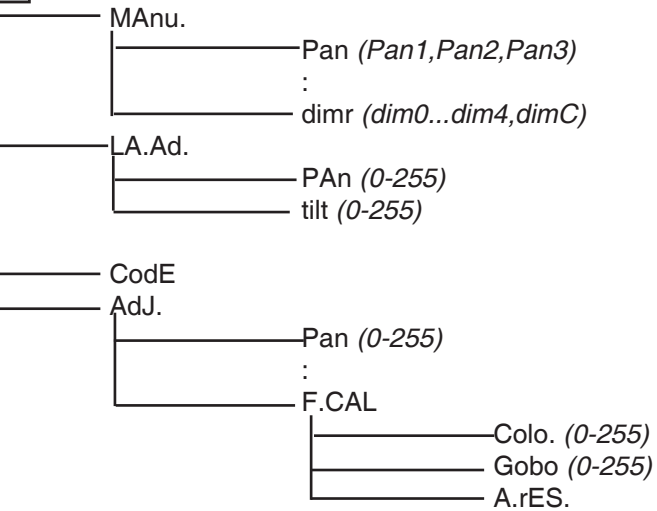 MAnu.
Pan (Pan1,Pan2,Pan3)
:
dimr (dim0...dim4,dimC)
LA.Ad.
PAn (0-255)
tilt (0-255)
CodE
AdJ.
Pan (0-255)
:
F.CAL
Colo. (0-255)
Gobo (0-255)
A.rES.